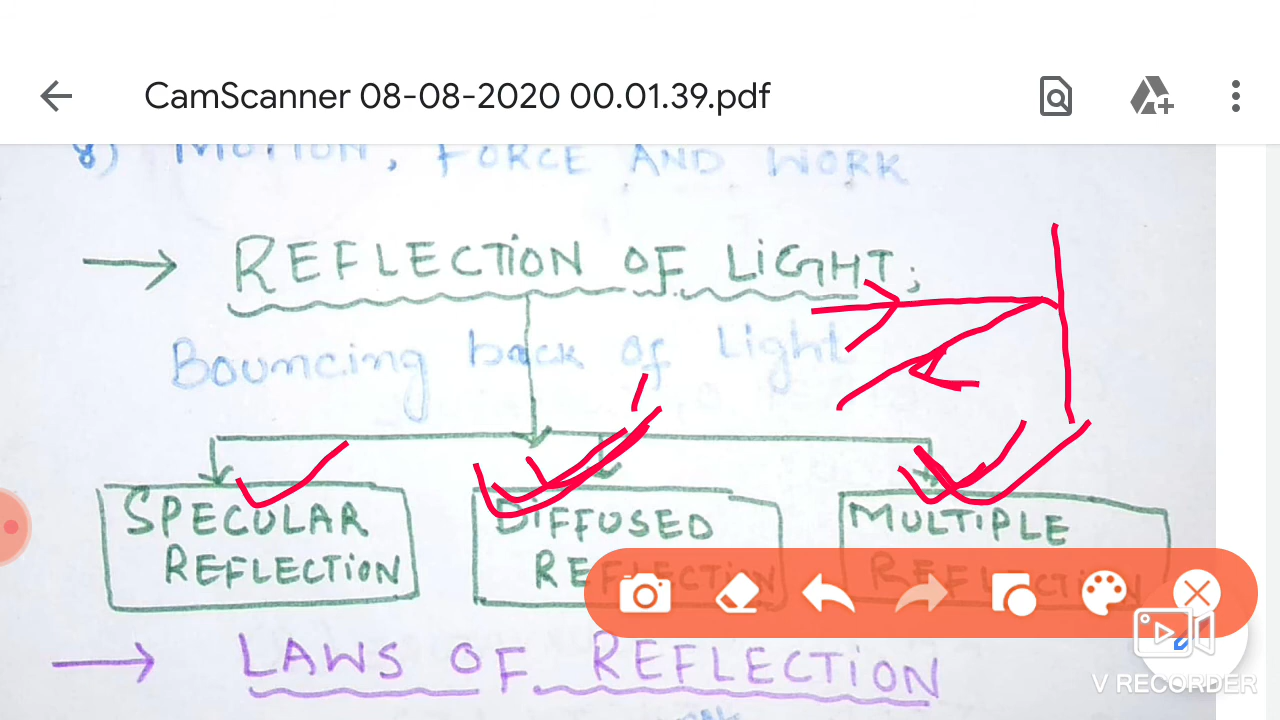 CamScanner 08-08-2020 00.01.39.pdf
8) MOTION, FORCE AND WORK
→ REFLECTION OF LIGHT;
Bouncing back of Light
SPECULAR REFLECTION
DIFFUSED REFLECTION
MULTIPLE REFLECTION
→ LAWS OF REFLECTION
V RECORDER